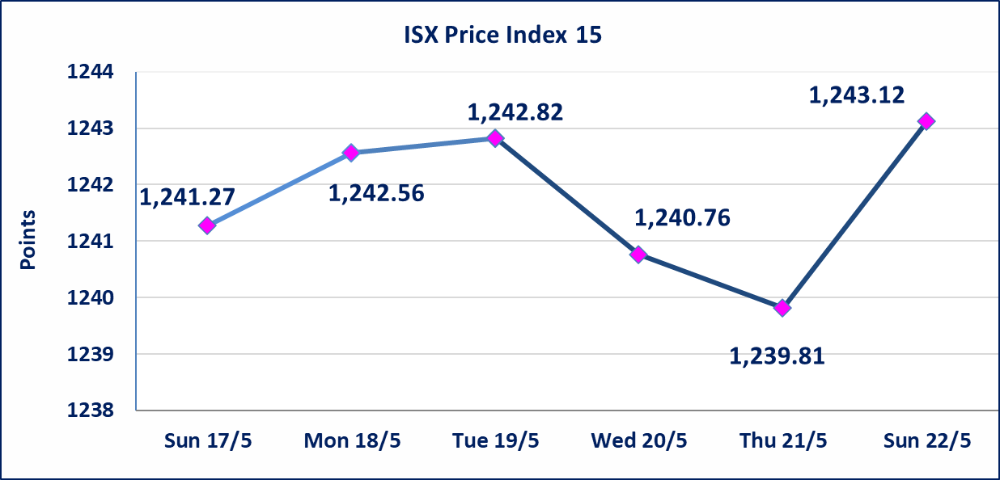 ISX Price Index 15
1244
1243
1242
1241
1240
1239
1238
Points
1,241.27
1,242.56
1,242.82
1,240.76
1,239.81
1,243.12
Sun 17/5
Mon 18/5
Tue 19/5
Wed 20/5
Thu 21/5
Sun 22/5